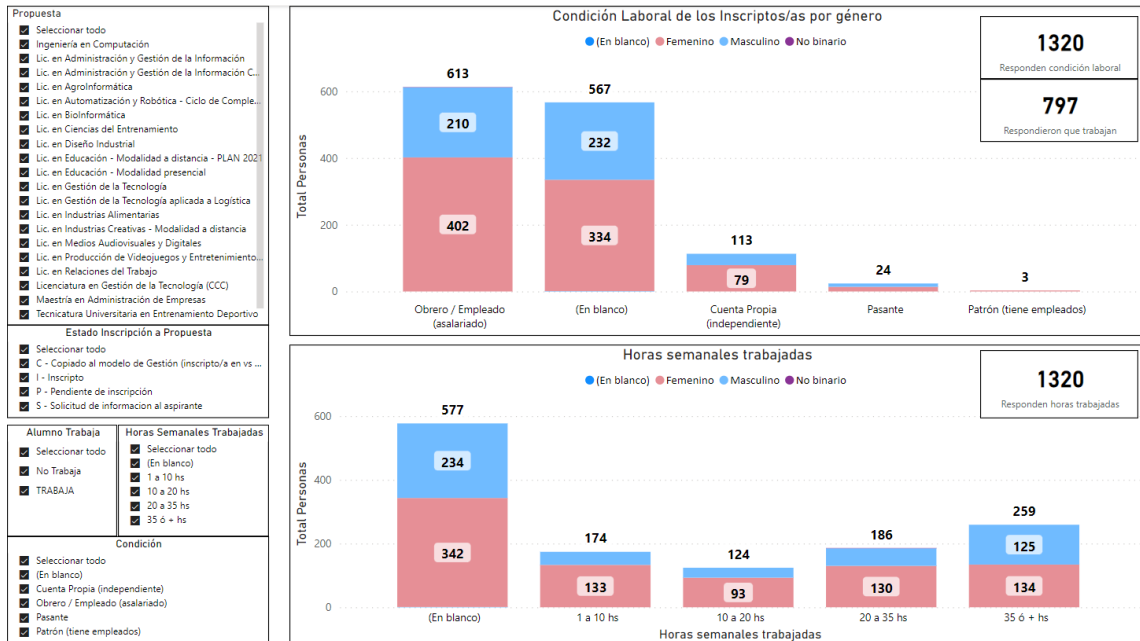 Propuesta
Seleccionar todo
Ingeniería en Computación
Lic. en Administración y Gestión de la Información
Lic. en Administración y Gestión de la Información C...
Lic. en AgroInformática
Lic. en Automatización y Robótica - Ciclo de Comple...
Lic. en BioInformática
Lic. en Ciencias del Entrenamiento
Lic. en Diseño Industrial
Lic. en Educación - Modalidad a distancia - PLAN 2021
Lic. en Educación - Modalidad presencial
Lic. en Gestión de la Tecnología
Lic. en Gestión de la Tecnología aplicada a Logística
Lic. en Industrias Alimentarias
Lic. en Industrias Creativas - Modalidad a distancia
Lic. en Medios Audiovisuales y Digitales
Lic. en Producción de Videojuegos y Entretenimiento...
Lic. en Relaciones del Trabajo
Licenciatura en Gestión de la Tecnología (CCC)
Maestría en Administración de Empresas
Tecnicatura Universitaria en Entrenamiento Deportivo
Estado Inscripción a Propuesta
Seleccionar todo
C - Copiado al modelo de Gestión (inscripto/a en vs ...
I - Inscripto
P - Pendiente de inscripción
S - Solicitud de informacion al aspirante
Alumno Trabaja
Seleccionar todo
No Trabaja
TRABAJA
Horas Semanales Trabajadas
Seleccionar todo
(En blanco)
1 a 10 hs
10 a 20 hs
20 a 35 hs
35 ó + hs
Condición
Seleccionar todo
(En blanco)
Cuenta Propia (independiente)
Obrero / Empleado (asalariado)
Pasante
Patrón (tiene empleados)
Condición Laboral de los Inscriptos/as por género
(En blanco) Femenino Masculino No binario
1320
Responden condición laboral
797
Respondieron que trabajan
Total Personas
600
400
200
0
613
210
402
567
232
334
113
79
24
3
Obrero / Empleado (asalariado)
(En blanco)
Cuenta Propia (independiente)
Pasante
Patrón (tiene empleados)
Horas semanales trabajadas
(En blanco) Femenino Masculino No binario
1320
Responden horas trabajadas
Total Personas
600
400
200
0
577
234
342
174
133
124
93
186
130
259
125
134
(En blanco)
1 a 10 hs
10 a 20 hs
20 a 35 hs
35 ó + hs
Horas semanales trabajadas